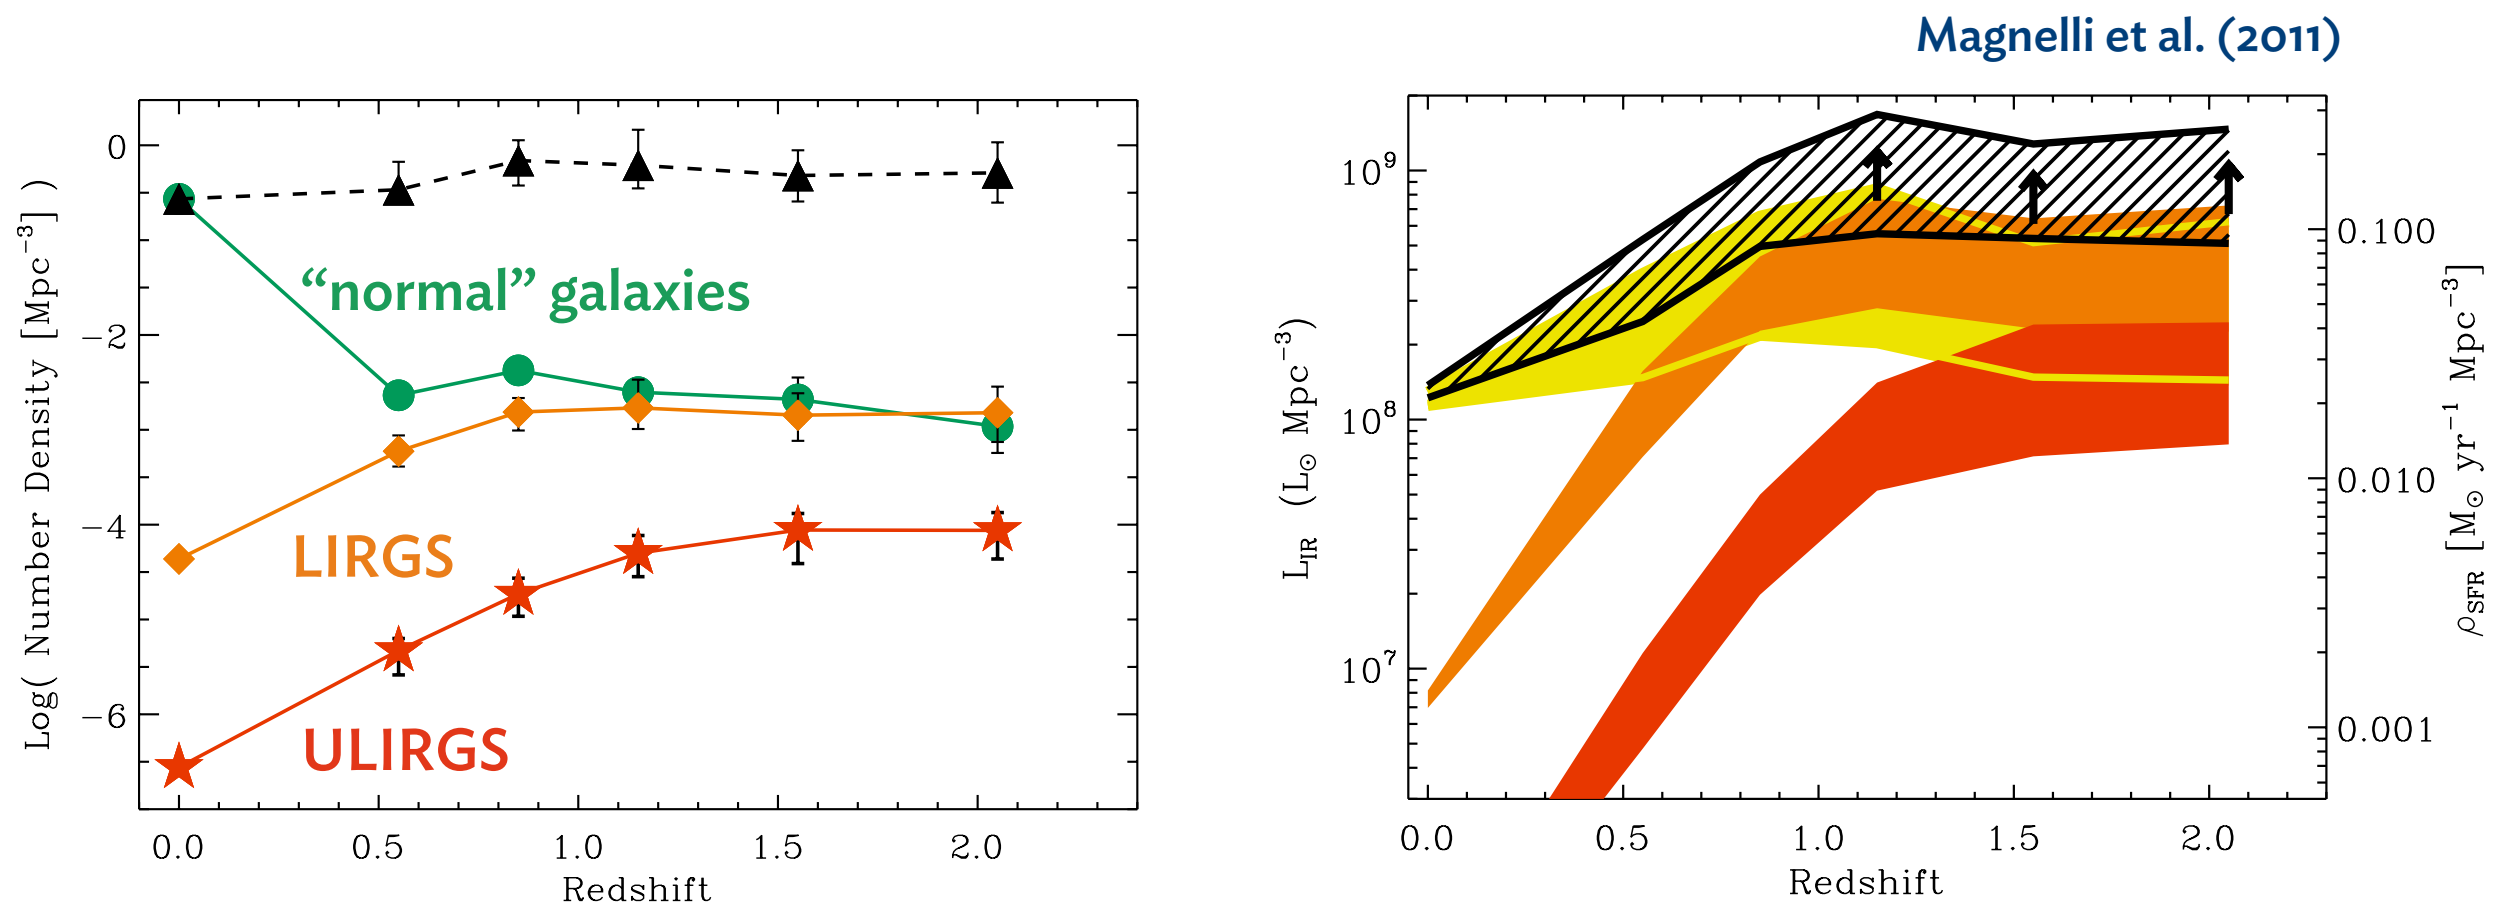 Magnelli et al. (2011)
Log( Number Density [Mpc⁻³])
0
−2
−4
−6
"normal" galaxies
LIRGS
ULIRGS
0.0 0.5 1.0 1.5 2.0
Redshift
L_IR (L⊙ Mpc⁻³)
10⁹
10⁸
10⁷
0.100
0.010
0.001
ρ_SFR [M⊙ yr⁻¹ Mpc⁻³]
0.0 0.5 1.0 1.5 2.0
Redshift